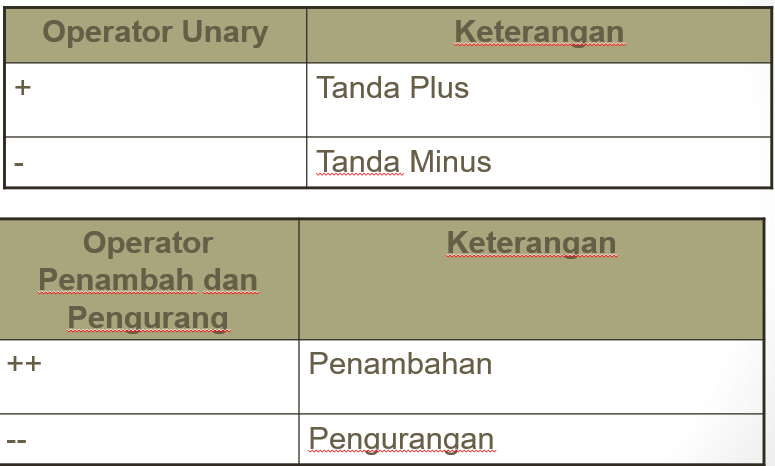 Operator Unary Keterangan
+ Tanda Plus
- Tanda Minus
Operator Keterangan
Penambah dan
Pengurang
++ Penambahan
-- Pengurangan